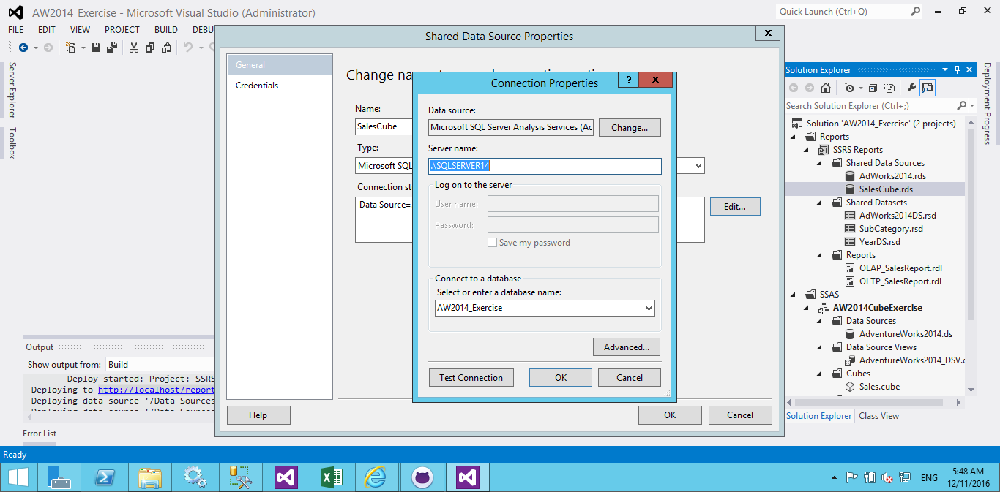 AW2014_Exercise - Microsoft Visual Studio (Administrator)
Quick Launch (Ctrl+Q)
FILE EDIT VIEW PROJECT BUILD DEBU
Server Explorer
Toolbox
Shared Data Source Properties
X
General
Credentials
Name:
SalesCube
Type:
Microsoft SQL
Connection st
Data Source=
Edit...
Help
OK
Cancel
Connection Properties
?
X
Data source:
Microsoft SQL Server Analysis Services (Ac
Change...
Server name:
.\SQLSERVER14
Log on to the server
User name:
Password:
Save my password
Connect to a database
Select or enter a database name:
AW2014_Exercise
Advanced...
Test Connection
OK
Cancel
Solution Explorer
Search Solution Explorer (Ctrl+;)
Solution 'AW2014_Exercise' (2 projects)
Reports
SSRS Reports
Shared Data Sources
AdWorks2014.rds
SalesCube.rds
Shared Datasets
AdWorks2014DS.rsd
SubCategory.rsd
YearDS.rsd
Reports
OLAP_SalesReport.rdl
OLTP_SalesReport.rdl
SSAS
AW2014CubeExercise
Data Sources
AdventureWorks2014.ds
Data Source Views
AdventureWorks2014_DSV.
Cubes
Sales.cube
Solution Explorer
Class View
Deployment Progress
Output
Show output from: Build
------ Deploy started: Project: SSRS
Deploying to http://localhost/report
Deploying data source '/Data Sources
Error List
Ready
ENG
5:48 AM
12/11/2016